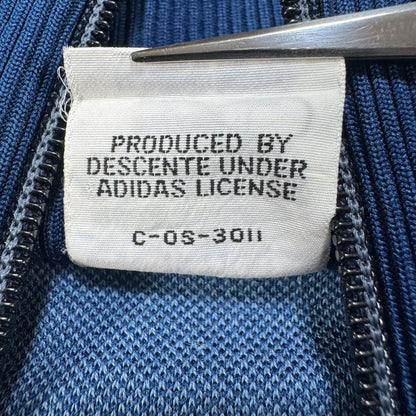 PRODUCED BY
DESCENTE UNDER
ADIDAS LICENSE
C-OS-3011